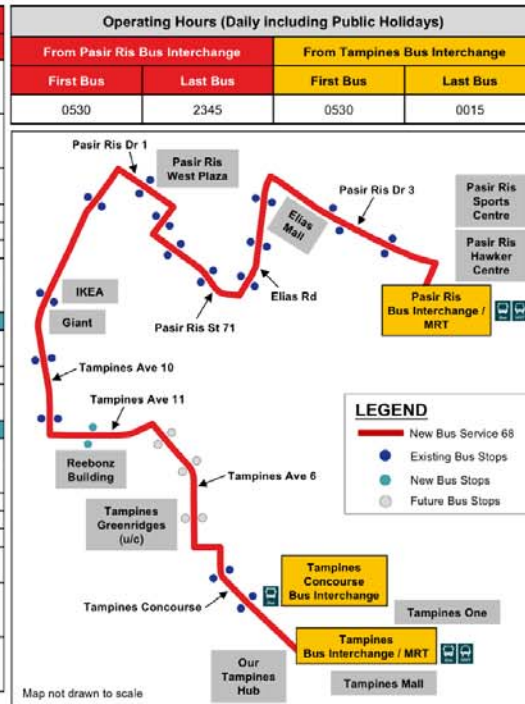 Operating Hours (Daily including Public Holidays)
From Pasir Ris Bus Interchange From Tampines Bus Interchange
First Bus Last Bus First Bus Last Bus
0530 2345 0530 0015
Pasir Ris Dr 1
Pasir Ris
West Plaza
Pasir Ris Dr 3
Pasir Ris
Sports
Centre
Elias
Mall
Pasir Ris
Hawker
Centre
IKEA
Elias Rd
Pasir Ris
Bus Interchange /
MRT
Giant
Pasir Ris St 71
Tampines Ave 10
Tampines Ave 11
LEGEND
New Bus Service 68
Existing Bus Stops
New Bus Stops
Future Bus Stops
Reebonz
Building
Tampines Ave 6
Tampines
Greenridges
(u/c)
Tampines
Concourse
Bus Interchange
Tampines Concourse
Tampines One
Tampines
Bus Interchange / MRT
Our
Tampines
Hub
Tampines Mall
Map not drawn to scale